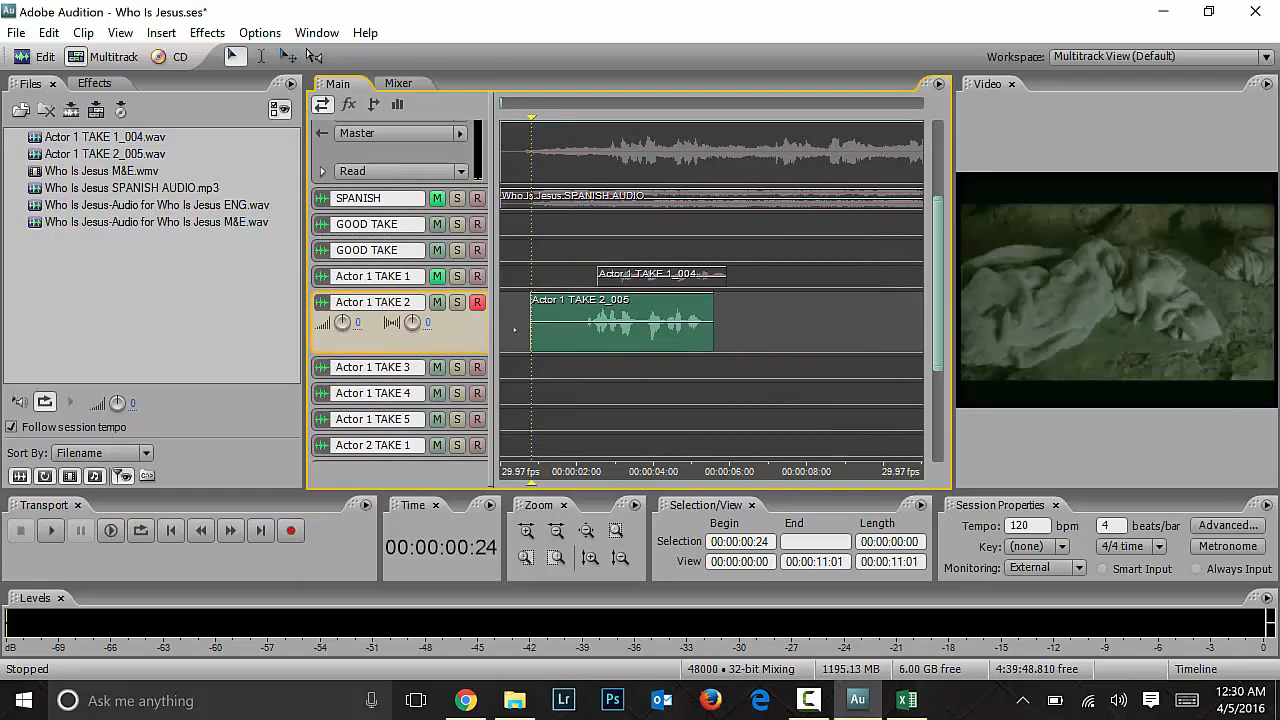 Au Adobe Audition - Who Is Jesus.ses*
File Edit Clip View Insert Effects Options Window Help
Edit Multitrack CD Workspace: Multitrack View (Default)
Files Effects
Actor 1 TAKE 1_004.wav
Actor 1 TAKE 2_005.wav
Who Is Jesus M&E.wmv
Who Is Jesus SPANISH AUDIO.mp3
Who Is Jesus-Audio for Who Is Jesus ENG.wav
Who Is Jesus-Audio for Who Is Jesus M&E.wav
0
Follow session tempo
Sort By: Filename
Main Mixer
fx
Master
Read
SPANISH M S R
GOOD TAKE M S R
GOOD TAKE M S R
Actor 1 TAKE 1 M S R
Actor 1 TAKE 2 M S R
0 0
Actor 1 TAKE 3 M S R
Actor 1 TAKE 4 M S R
Actor 1 TAKE 5 M S R
Actor 2 TAKE 1 M S R
Who Is Jesus SPANISH AUDIO
Actor 1 TAKE 1_004
Actor 1 TAKE 2_005
29.97 fps 00:00:02:00 00:00:04:00 00:00:06:00 00:00:08:00 29.97 fps
Video
Transport
Time
00:00:00:24
Zoom
Selection/View
Begin End Length
Selection 00:00:00:24 00:00:00:00
View 00:00:00:00 00:00:11:01 00:00:11:01
Session Properties
Tempo: 120 bpm 4 beats/bar Advanced...
Key: (none) 4/4 time Metronome
Monitoring: External Smart Input Always Input
Levels
dB -69 -66 -63 -60 -57 -54 -51 -48 -45 -42 -39 -36 -33 -30 -27 -24 -21 -18 -15 -12 -9 -6 -3 0
Stopped 48000 • 32-bit Mixing 1195.13 MB 6.00 GB free 4:39:48.810 free Timeline
Ask me anything Lr Ps Au 12:30 AM
4/5/2016